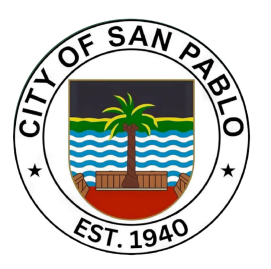 CITY OF SAN PABLO
EST. 1940